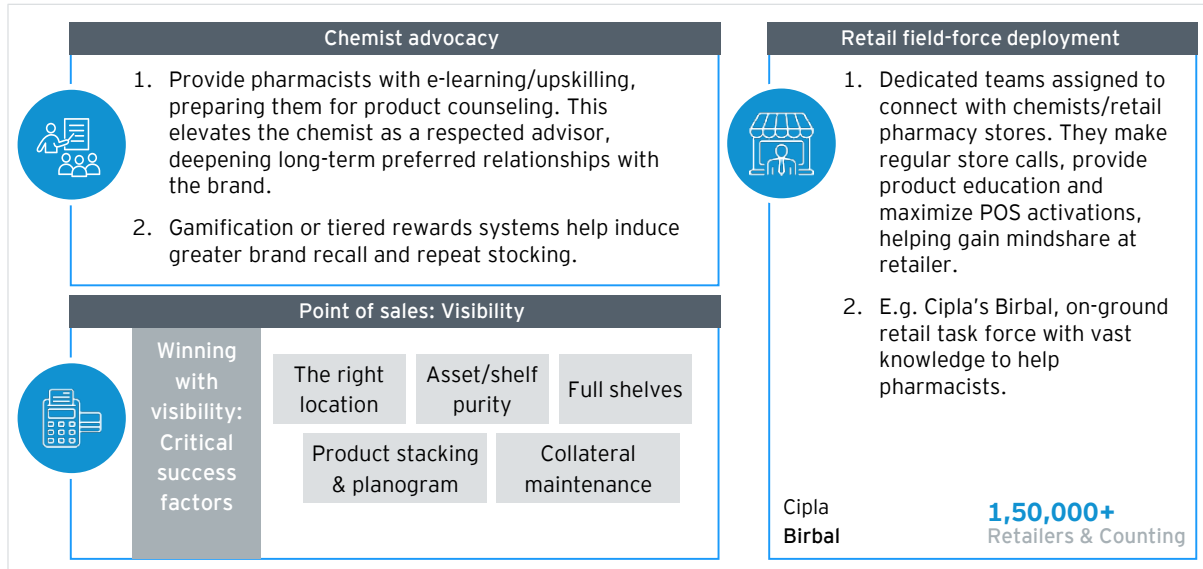 Chemist advocacy
1. Provide pharmacists with e-learning/upskilling,
preparing them for product counseling. This
elevates the chemist as a respected advisor,
deepening long-term preferred relationships with
the brand.
2. Gamification or tiered rewards systems help induce
greater brand recall and repeat stocking.
Point of sales: Visibility
Winning
with
visibility:
Critical
success
factors
The right
location
Asset/shelf
purity
Full shelves
Product stacking
& planogram
Collateral
maintenance
Retail field-force deployment
1. Dedicated teams assigned to
connect with chemists/retail
pharmacy stores. They make
regular store calls, provide
product education and
maximize POS activations,
helping gain mindshare at
retailer.
2. E.g. Cipla's Birbal, on-ground
retail task force with vast
knowledge to help
pharmacists.
Cipla
Birbal
1,50,000+
Retailers & Counting